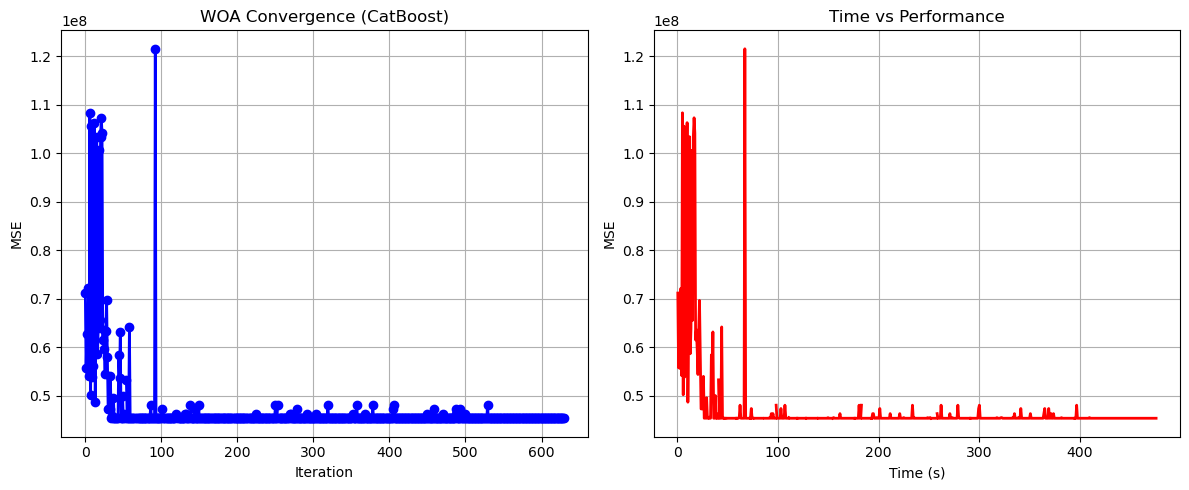 WOA Convergence (CatBoost)
1e8
1.2
1.1
1.0
0.9
0.8
0.7
0.6
0.5
MSE
0 100 200 300 400 500 600
Iteration
Time vs Performance
1e8
1.2
1.1
1.0
0.9
0.8
0.7
0.6
0.5
MSE
0 100 200 300 400
Time (s)